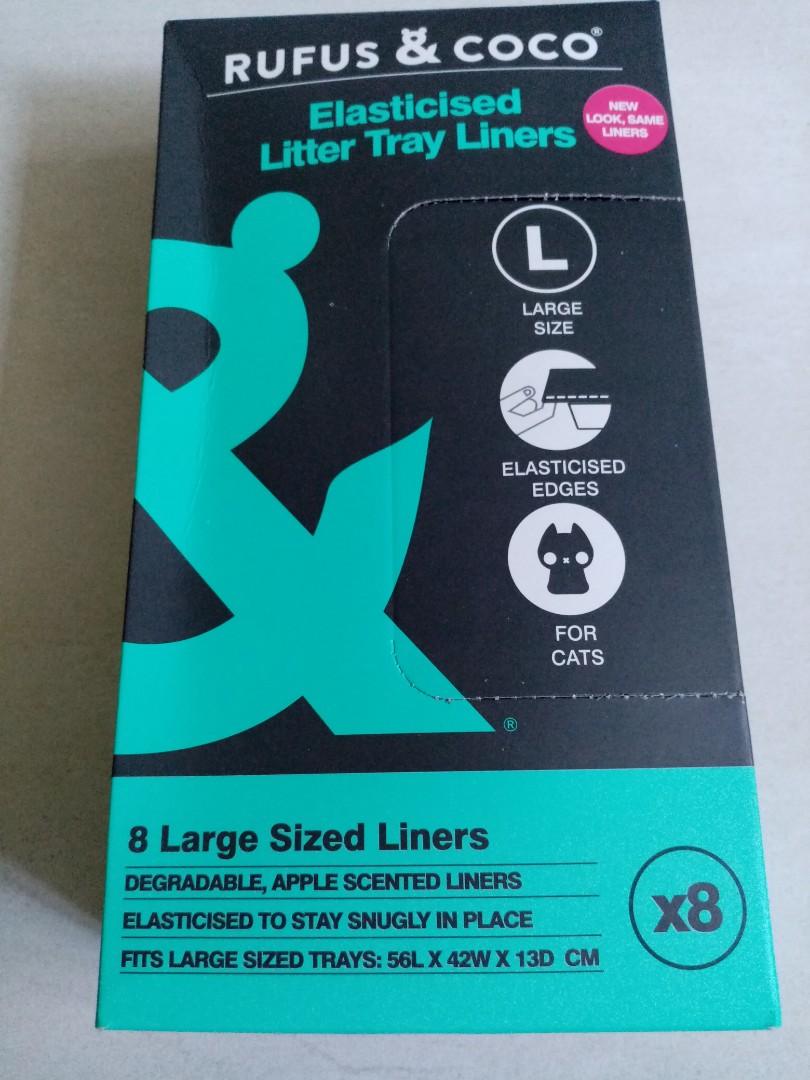 RUFUS & COCO®
Elasticised
Litter Tray Liners
NEW
LOOK, SAME
LINERS
L
LARGE
SIZE
ELASTICISED
EDGES
FOR
CATS
®
8 Large Sized Liners
DEGRADABLE, APPLE SCENTED LINERS
ELASTICISED TO STAY SNUGLY IN PLACE
FITS LARGE SIZED TRAYS: 56L X 42W X 13D CM
x8